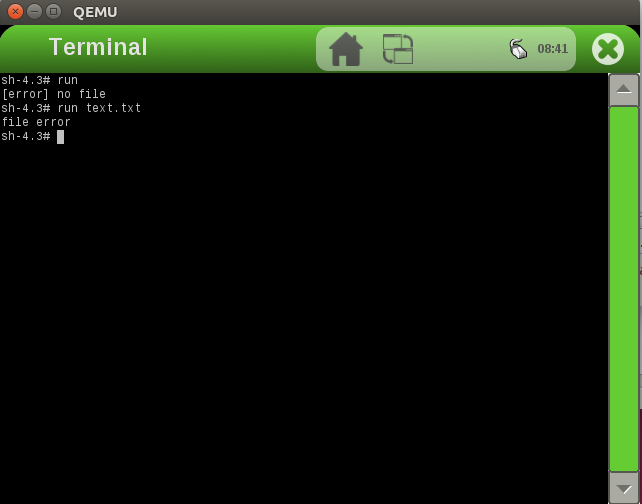 QEMU
Terminal
08:41
sh-4.3# run
[error] no file
sh-4.3# run text.txt
file error
sh-4.3#